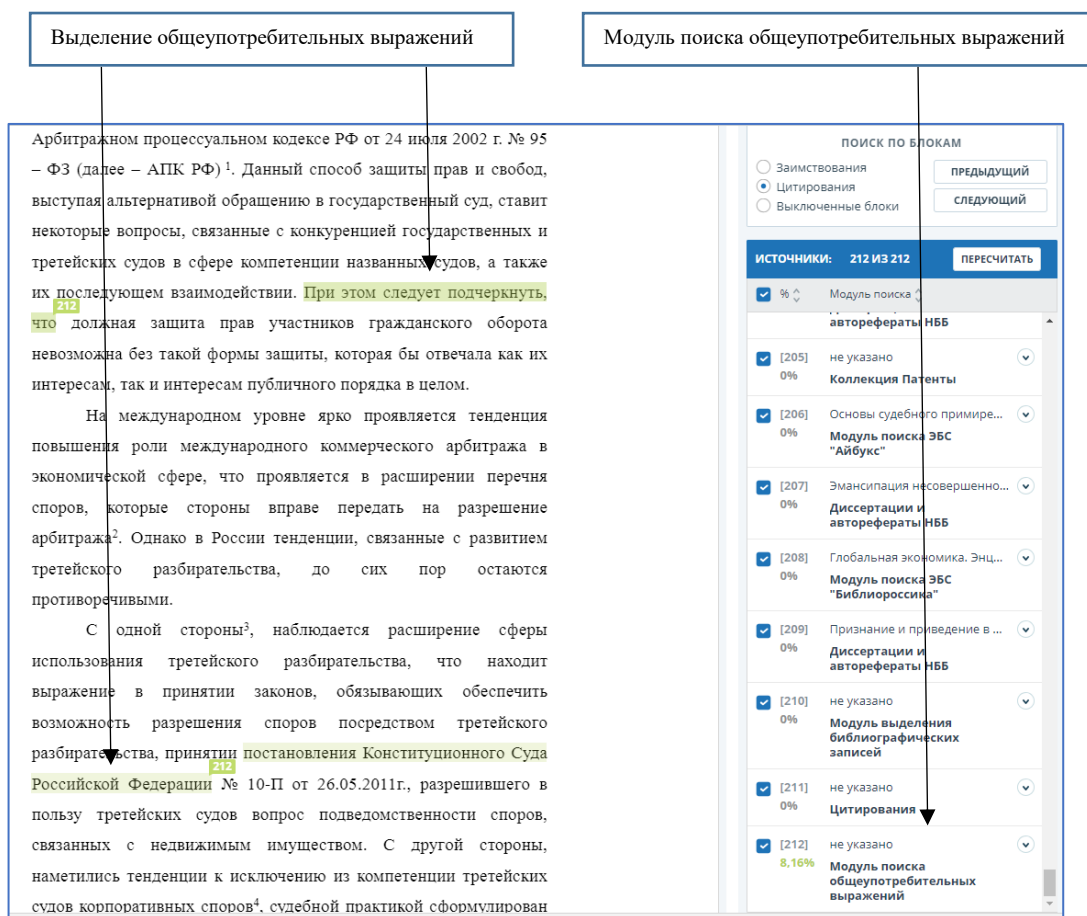 Выделение общеупотребительных выражений
Модуль поиска общеупотребительных выражений
Арбитражном процессуальном кодексе РФ от 24 июля 2002 г. № 95
– ФЗ (далее – АПК РФ) ¹. Данный способ защиты прав и свобод,
выступая альтернативой обращению в государственный суд, ставит
некоторые вопросы, связанные с конкуренцией государственных и
третейских судов в сфере компетенции названных судов, а также
их последующем взаимодействии. При этом следует подчеркнуть,
212
что должная защита прав участников гражданского оборота
невозможна без такой формы защиты, которая бы отвечала как их
интересам, так и интересам публичного порядка в целом.
На международном уровне ярко проявляется тенденция
повышения роли международного коммерческого арбитража в
экономической сфере, что проявляется в расширении перечня
споров, которые стороны вправе передать на разрешение
арбитража². Однако в России тенденции, связанные с развитием
третейского разбирательства, до сих пор остаются
противоречивыми.
С одной стороны³, наблюдается расширение сферы
использования третейского разбирательства, что находит
выражение в принятии законов, обязывающих обеспечить
возможность разрешения споров посредством третейского
разбирательства, принятии постановления Конституционного Суда
212
Российской Федерации № 10-П от 26.05.2011г., разрешившего в
пользу третейских судов вопрос подведомственности споров,
связанных с недвижимым имуществом. С другой стороны,
наметились тенденции к исключению из компетенции третейских
судов корпоративных споров⁴, судебной практикой сформулирован
ПОИСК ПО БЛОКАМ
Заимствования
Цитирования
Выключенные блоки
ПРЕДЫДУЩИЙ
СЛЕДУЮЩИЙ
ИСТОЧНИКИ: 212 ИЗ 212 ПЕРЕСЧИТАТЬ
% Модуль поиска
авторефераты НББ
[205] не указано
0% Коллекция Патенты
[206] Основы судебного примире...
0% Модуль поиска ЭБС
"Айбукс"
[207] Эмансипация несовершенно...
0% Диссертации и
авторефераты НББ
[208] Глобальная экономика. Энц...
0% Модуль поиска ЭБС
"Библиороссика"
[209] Признание и приведение в ...
0% Диссертации и
авторефераты НББ
[210] не указано
0% Модуль выделения
библиографических
записей
[211] не указано
0% Цитирования
[212] не указано
8,16% Модуль поиска
общеупотребительных
выражений